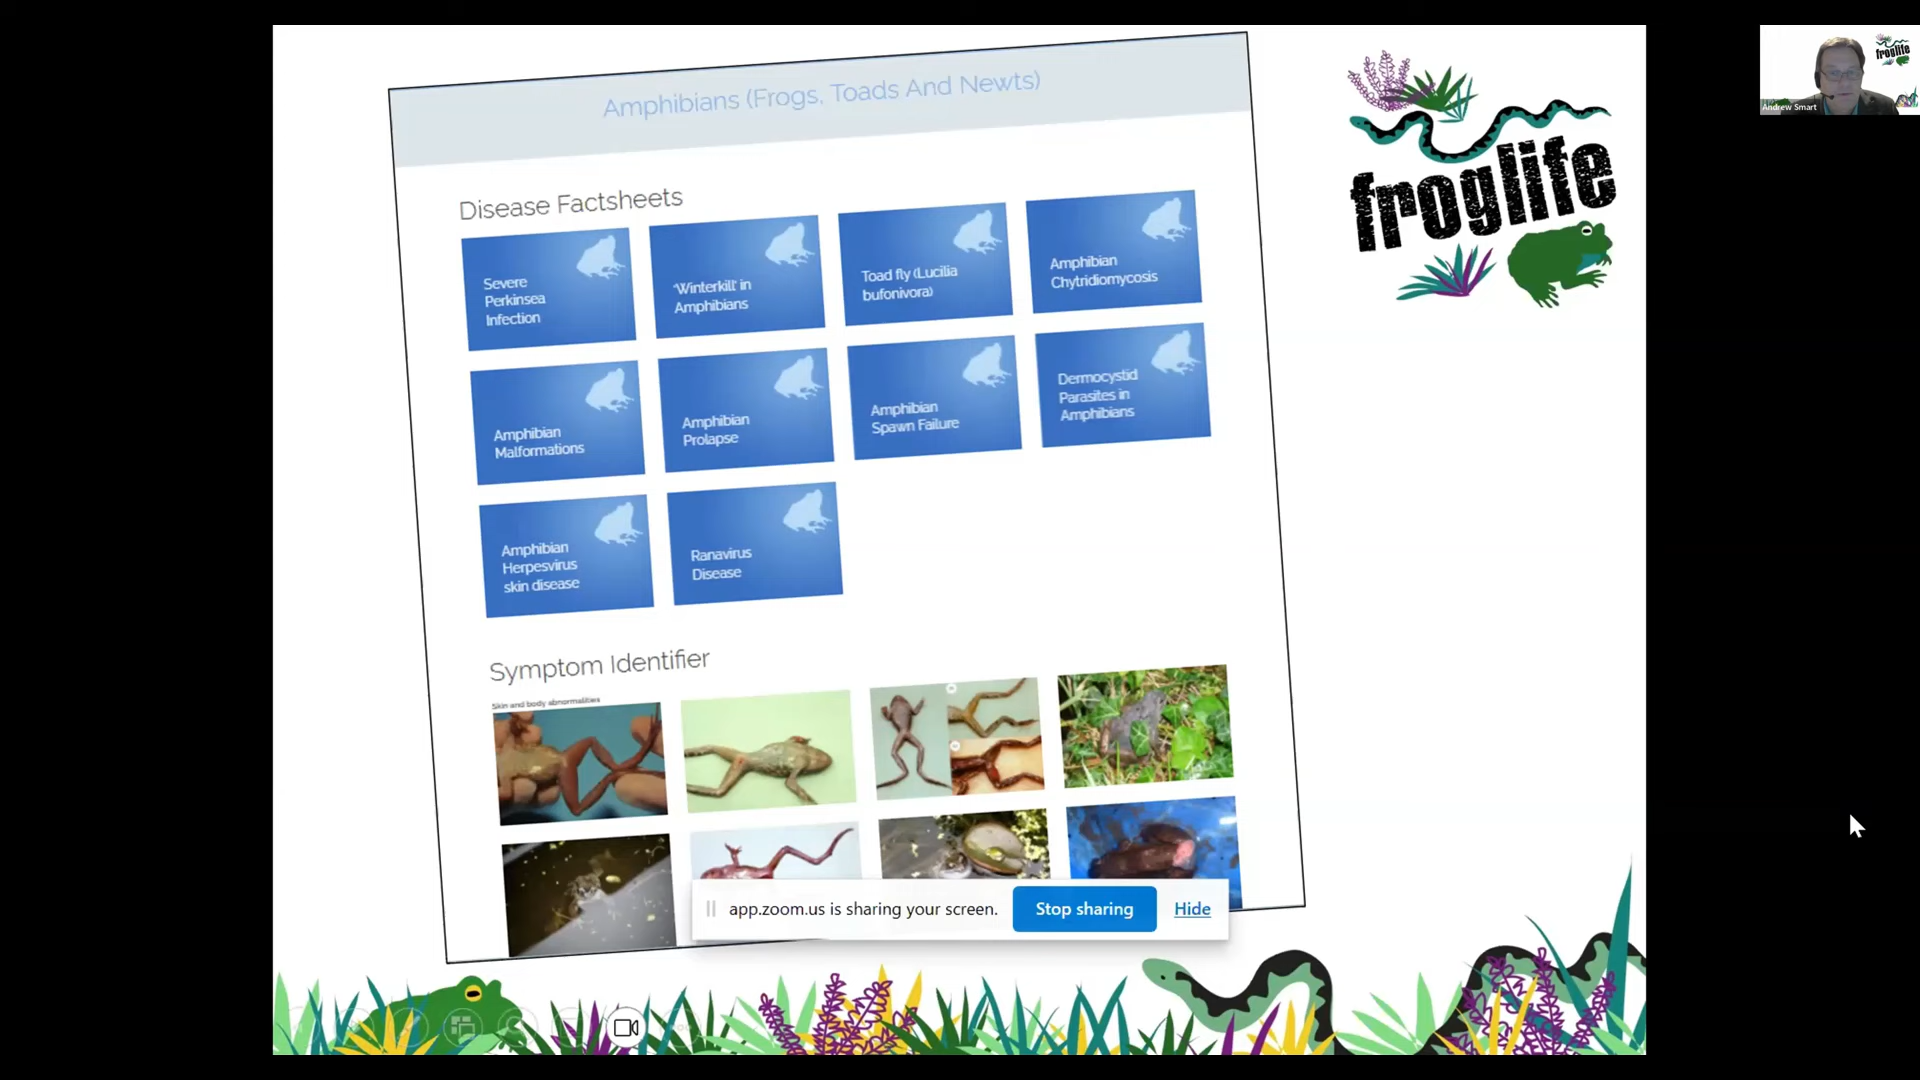 Amphibians (Frogs, Toads And Newts)
Disease Factsheets
Severe
Perkinsea
Infection
'Winterkill' in
Amphibians
Toad fly (Lucilia
bufonivora)
Amphibian
Chytridiomycosis
Amphibian
Malformations
Amphibian
Prolapse
Amphibian
Spawn Failure
Dermocystid
Parasites in
Amphibians
Amphibian
Herpesvirus
skin disease
Ranavirus
Disease
Symptom Identifier
Skin and body abnormalities
app.zoom.us is sharing your screen.
Stop sharing
Hide
froglife
froglife
Andrew Smart